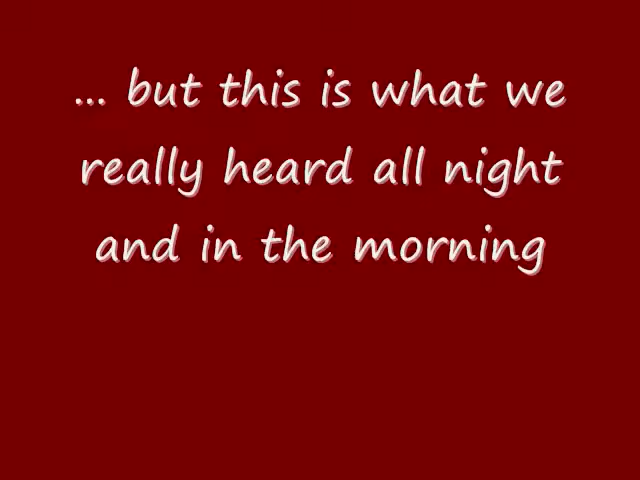 ... but this is what we
really heard all night
and in the morning